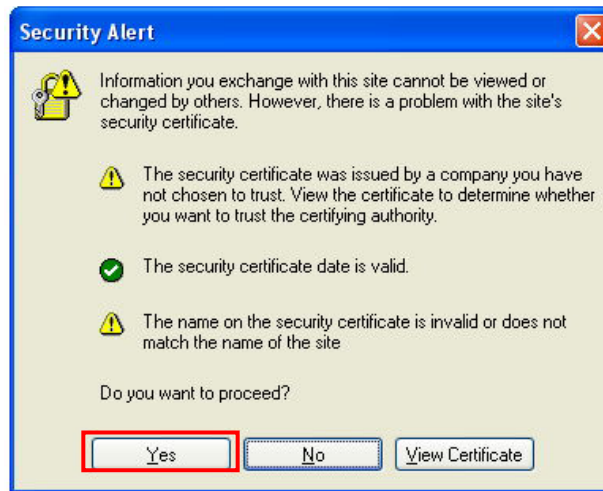 Security Alert
Information you exchange with this site cannot be viewed or
changed by others. However, there is a problem with the site's
security certificate.
The security certificate was issued by a company you have
not chosen to trust. View the certificate to determine whether
you want to trust the certifying authority.
The security certificate date is valid.
The name on the security certificate is invalid or does not
match the name of the site
Do you want to proceed?
Yes No View Certificate